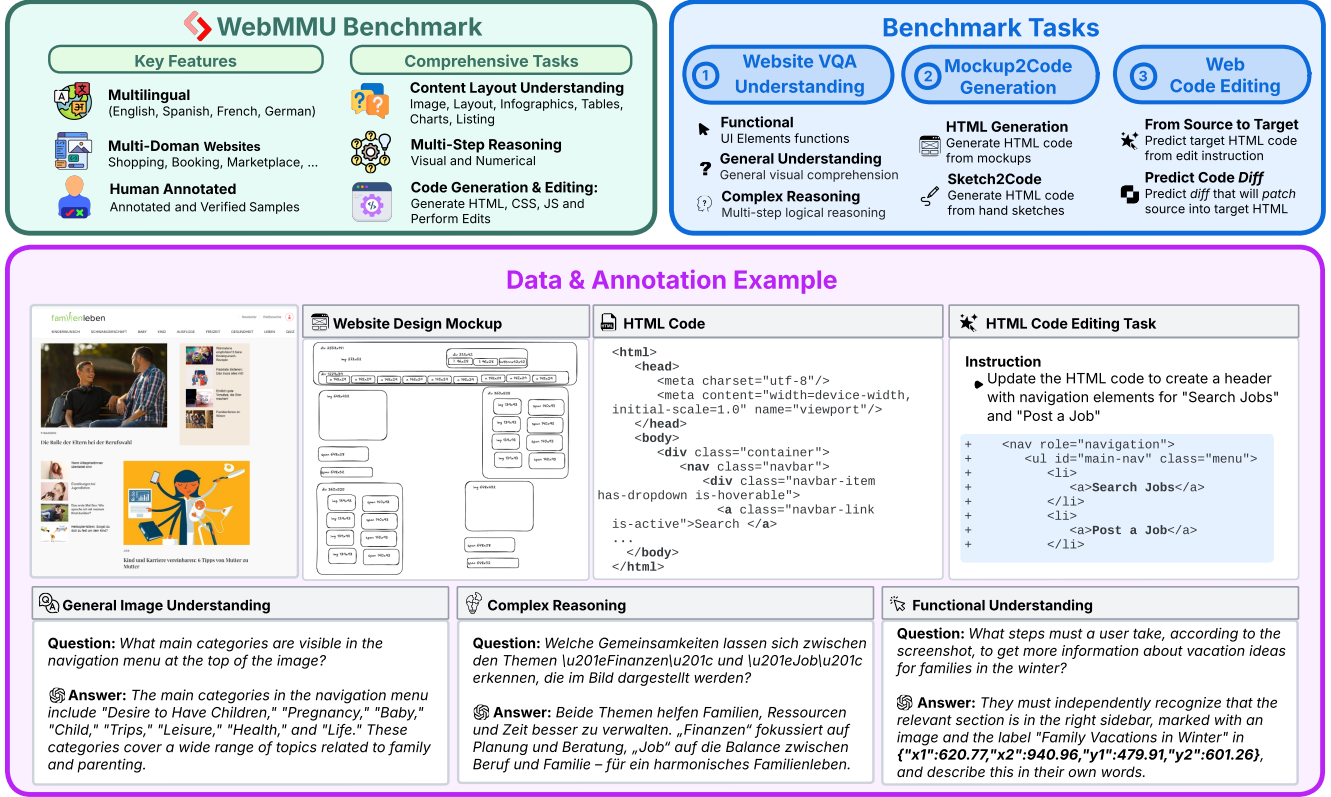 WebMMU Benchmark
Key Features
Multilingual
(English, Spanish, French, German)
Multi-Doman Websites
Shopping, Booking, Marketplace, ...
Human Annotated
Annotated and Verified Samples
Comprehensive Tasks
Content Layout Understanding
Image, Layout, Infographics, Tables,
Charts, Listing
Multi-Step Reasoning
Visual and Numerical
Code Generation & Editing:
Generate HTML, CSS, JS and
Perform Edits
Benchmark Tasks
1 Website VQA
Understanding
Functional
UI Elements functions
General Understanding
General visual comprehension
Complex Reasoning
Multi-step logical reasoning
2 Mockup2Code
Generation
HTML Generation
Generate HTML code
from mockups
Sketch2Code
Generate HTML code
from hand sketches
3 Web
Code Editing
From Source to Target
Predict target HTML code
from edit instruction
Predict Code Diff
Predict diff that will patch
source into target HTML
Data & Annotation Example
familienleben
KINDERWUNSCH SCHWANGERSCHAFT BABY KIND AUSFLÜGE FREIZEIT GESUNDHEIT LEBEN
Die Rolle der Eltern bei der Berufswahl
Kind und Karriere vereinbaren: 6 Tipps von Mutter zu
Mutter
Website Design Mockup
HTML Code
<html>
<head>
<meta charset="utf-8"/>
<meta content="width=device-width,
initial-scale=1.0" name="viewport"/>
</head>
<body>
<div class="container">
<nav class="navbar">
<div class="navbar-item
has-dropdown is-hoverable">
<a class="navbar-link
is-active">Search </a>
...
</body>
</html>
HTML Code Editing Task
Instruction
Update the HTML code to create a header
with navigation elements for "Search Jobs"
and "Post a Job"
+ <nav role="navigation">
+ <ul id="main-nav" class="menu">
+ <li>
+ <a>Search Jobs</a>
+ </li>
+ <li>
+ <a>Post a Job</a>
+ </li>
General Image Understanding
Question: What main categories are visible in the
navigation menu at the top of the image?
Answer: The main categories in the navigation menu
include "Desire to Have Children," "Pregnancy," "Baby,"
"Child," "Trips," "Leisure," "Health," and "Life." These
categories cover a wide range of topics related to family
and parenting.
Complex Reasoning
Question: Welche Gemeinsamkeiten lassen sich zwischen
den Themen \u201eFinanzen\u201c und \u201eJob\u201c
erkennen, die im Bild dargestellt werden?
Answer: Beide Themen helfen Familien, Ressourcen
und Zeit besser zu verwalten. „Finanzen“ fokussiert auf
Planung und Beratung, „Job“ auf die Balance zwischen
Beruf und Familie – für ein harmonisches Familienleben.
Functional Understanding
Question: What steps must a user take, according to the
screenshot, to get more information about vacation ideas
for families in the winter?
Answer: They must independently recognize that the
relevant section is in the right sidebar, marked with an
image and the label "Family Vacations in Winter" in
{"x1":620.77,"x2":940.96,"y1":479.91,"y2":601.26},
and describe this in their own words.